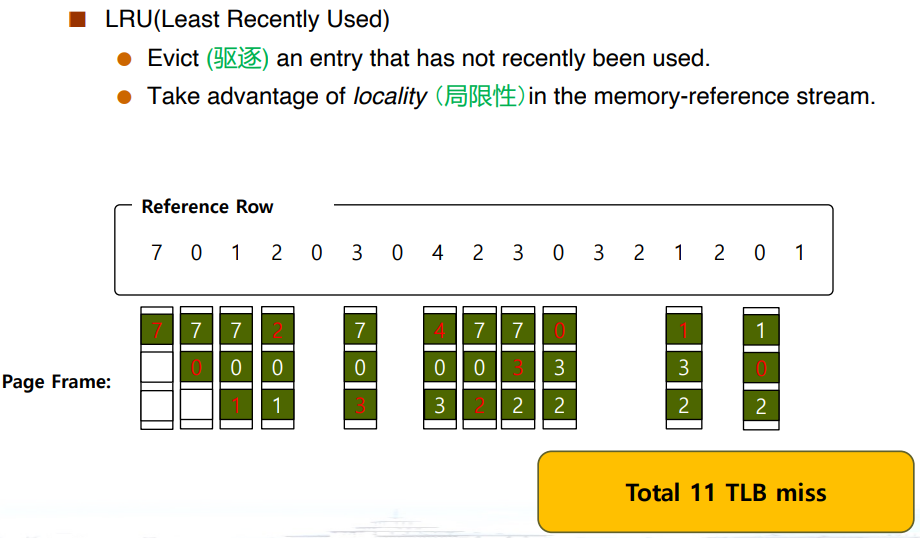 LRU(Least Recently Used)
Evict (驱逐) an entry that has not recently been used.
Take advantage of locality（局限性）in the memory-reference stream.
Reference Row
7 0 1 2 0 3 0 4 2 3 0 3 2 1 2 0 1
7 7 7 2 7 4 7 7 0 1 1
0 0 0 0 0 0 3 3 3 0
Page Frame:
1 1 3 3 2 2 2 2 2
Total 11 TLB miss